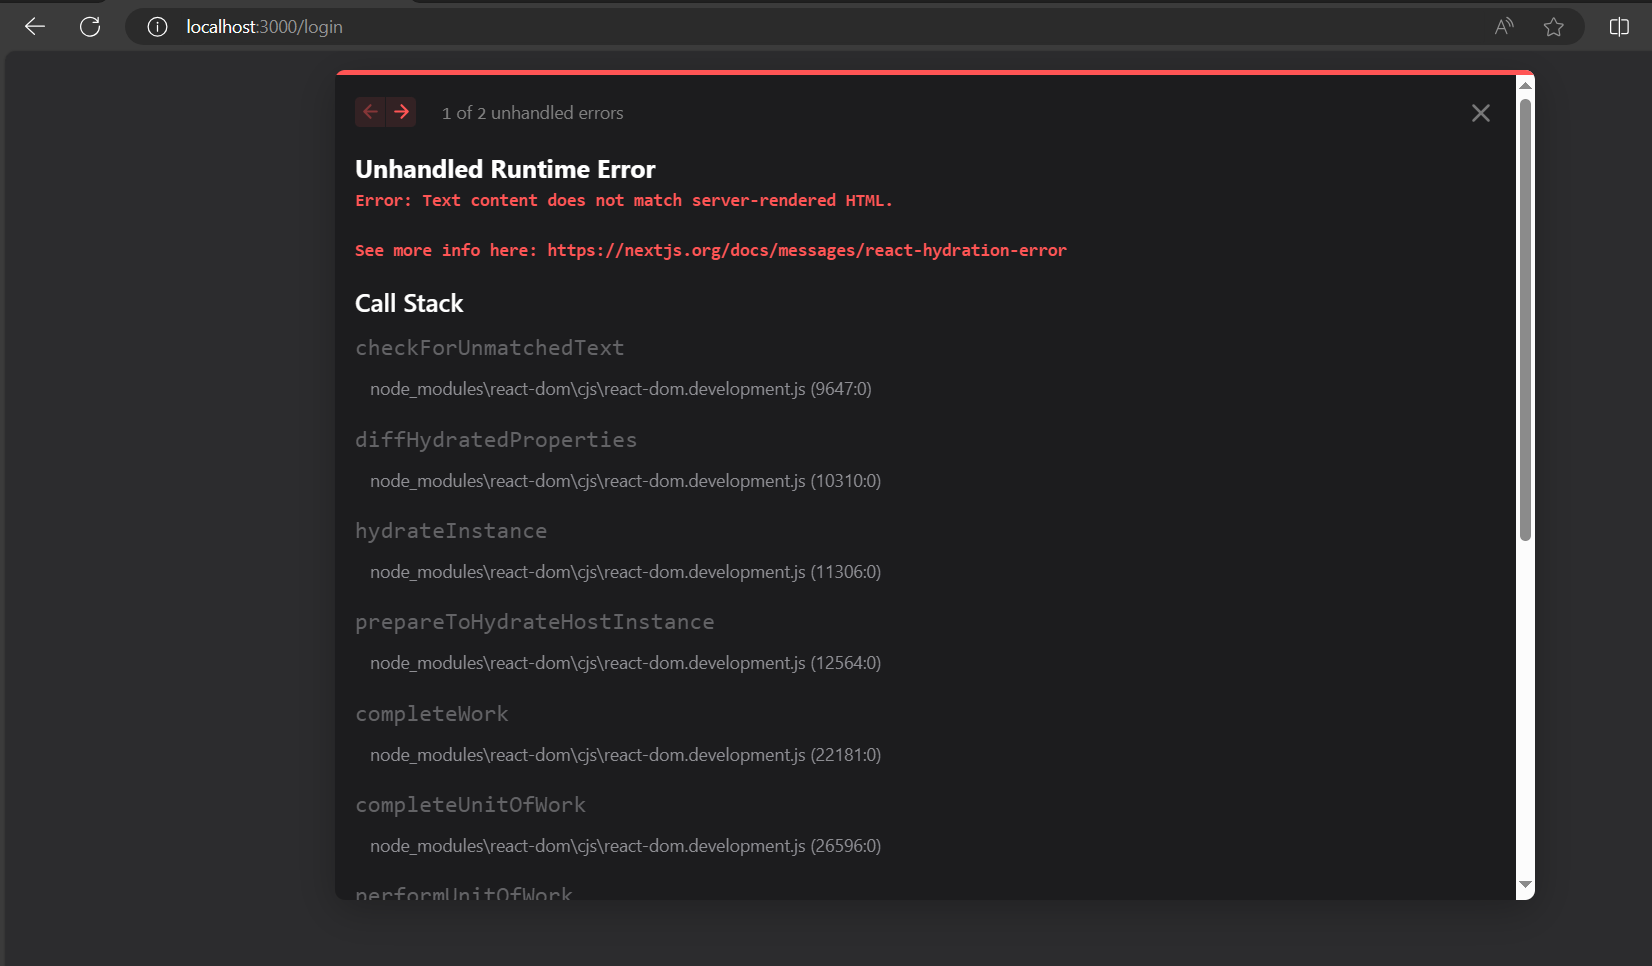 localhost:3000/login
1 of 2 unhandled errors
Unhandled Runtime Error
Error: Text content does not match server-rendered HTML.
See more info here: https://nextjs.org/docs/messages/react-hydration-error
Call Stack
checkForUnmatchedText
node_modules\react-dom\cjs\react-dom.development.js (9647:0)
diffHydratedProperties
node_modules\react-dom\cjs\react-dom.development.js (10310:0)
hydrateInstance
node_modules\react-dom\cjs\react-dom.development.js (11306:0)
prepareToHydrateHostInstance
node_modules\react-dom\cjs\react-dom.development.js (12564:0)
completeWork
node_modules\react-dom\cjs\react-dom.development.js (22181:0)
completeUnitOfWork
node_modules\react-dom\cjs\react-dom.development.js (26596:0)
performUnitOfWork